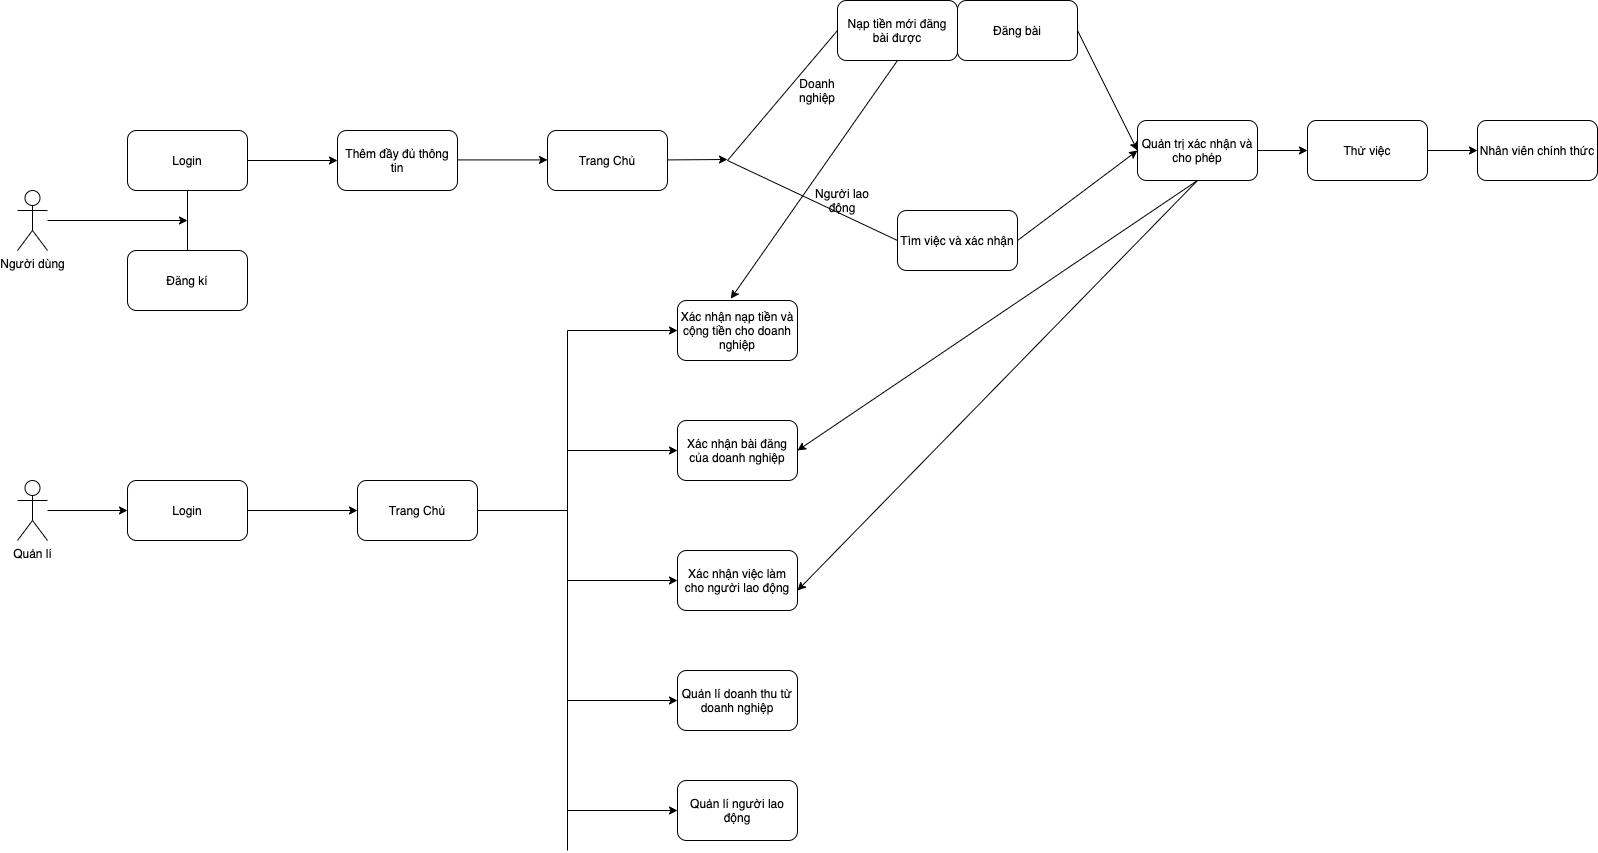 Nạp tiền mới đăng
bài được
Đăng bài
Doanh
nghiệp
Login
Thêm đầy đủ thông
tin
Trang Chủ
Quản trị xác nhận và
cho phép
Thử việc
Nhân viên chính thức
Người lao
động
Tìm việc và xác nhận
Người dùng
Đăng kí
Xác nhận nạp tiền và
cộng tiền cho doanh
nghiệp
Xác nhận bài đăng
của doanh nghiệp
Quản lí
Login
Trang Chủ
Xác nhận việc làm
cho người lao động
Quản lí doanh thu từ
doanh nghiệp
Quản lí người lao
động